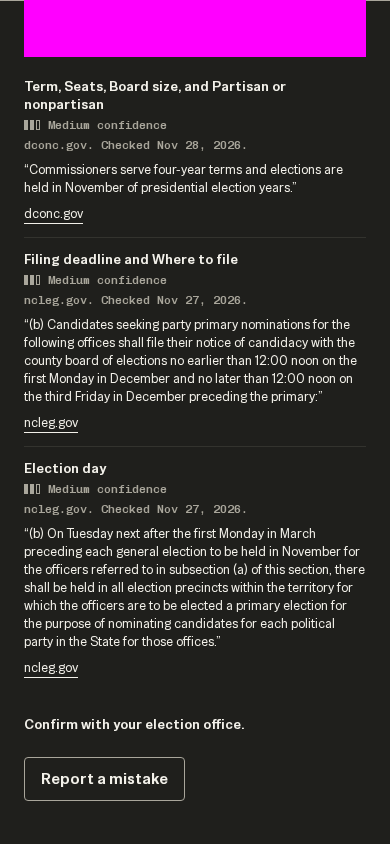 Term, Seats, Board size, and Partisan or
nonpartisan
Medium confidence
dconc.gov. Checked Nov 28, 2026.
“Commissioners serve four-year terms and elections are
held in November of presidential election years.”
dconc.gov
Filing deadline and Where to file
Medium confidence
ncleg.gov. Checked Nov 27, 2026.
“(b) Candidates seeking party primary nominations for the
following offices shall file their notice of candidacy with the
county board of elections no earlier than 12:00 noon on the
first Monday in December and no later than 12:00 noon on
the third Friday in December preceding the primary:”
ncleg.gov
Election day
Medium confidence
ncleg.gov. Checked Nov 27, 2026.
“(b) On Tuesday next after the first Monday in March
preceding each general election to be held in November for
the officers referred to in subsection (a) of this section, there
shall be held in all election precincts within the territory for
which the officers are to be elected a primary election for
the purpose of nominating candidates for each political
party in the State for those offices.”
ncleg.gov
Confirm with your election office.
Report a mistake